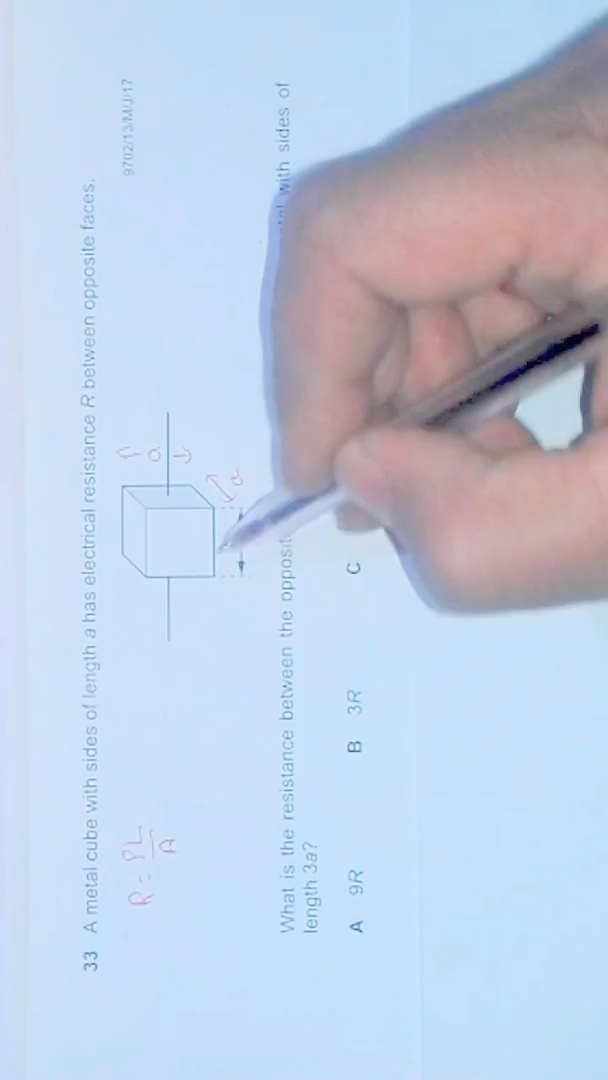 33 A metal cube with sides of length a has electrical resistance R between opposite faces.
9702/13/M/J/17
R = ρL
A
a
a
What is the resistance between the with sides of
length 3a?
A 9R B 3R C